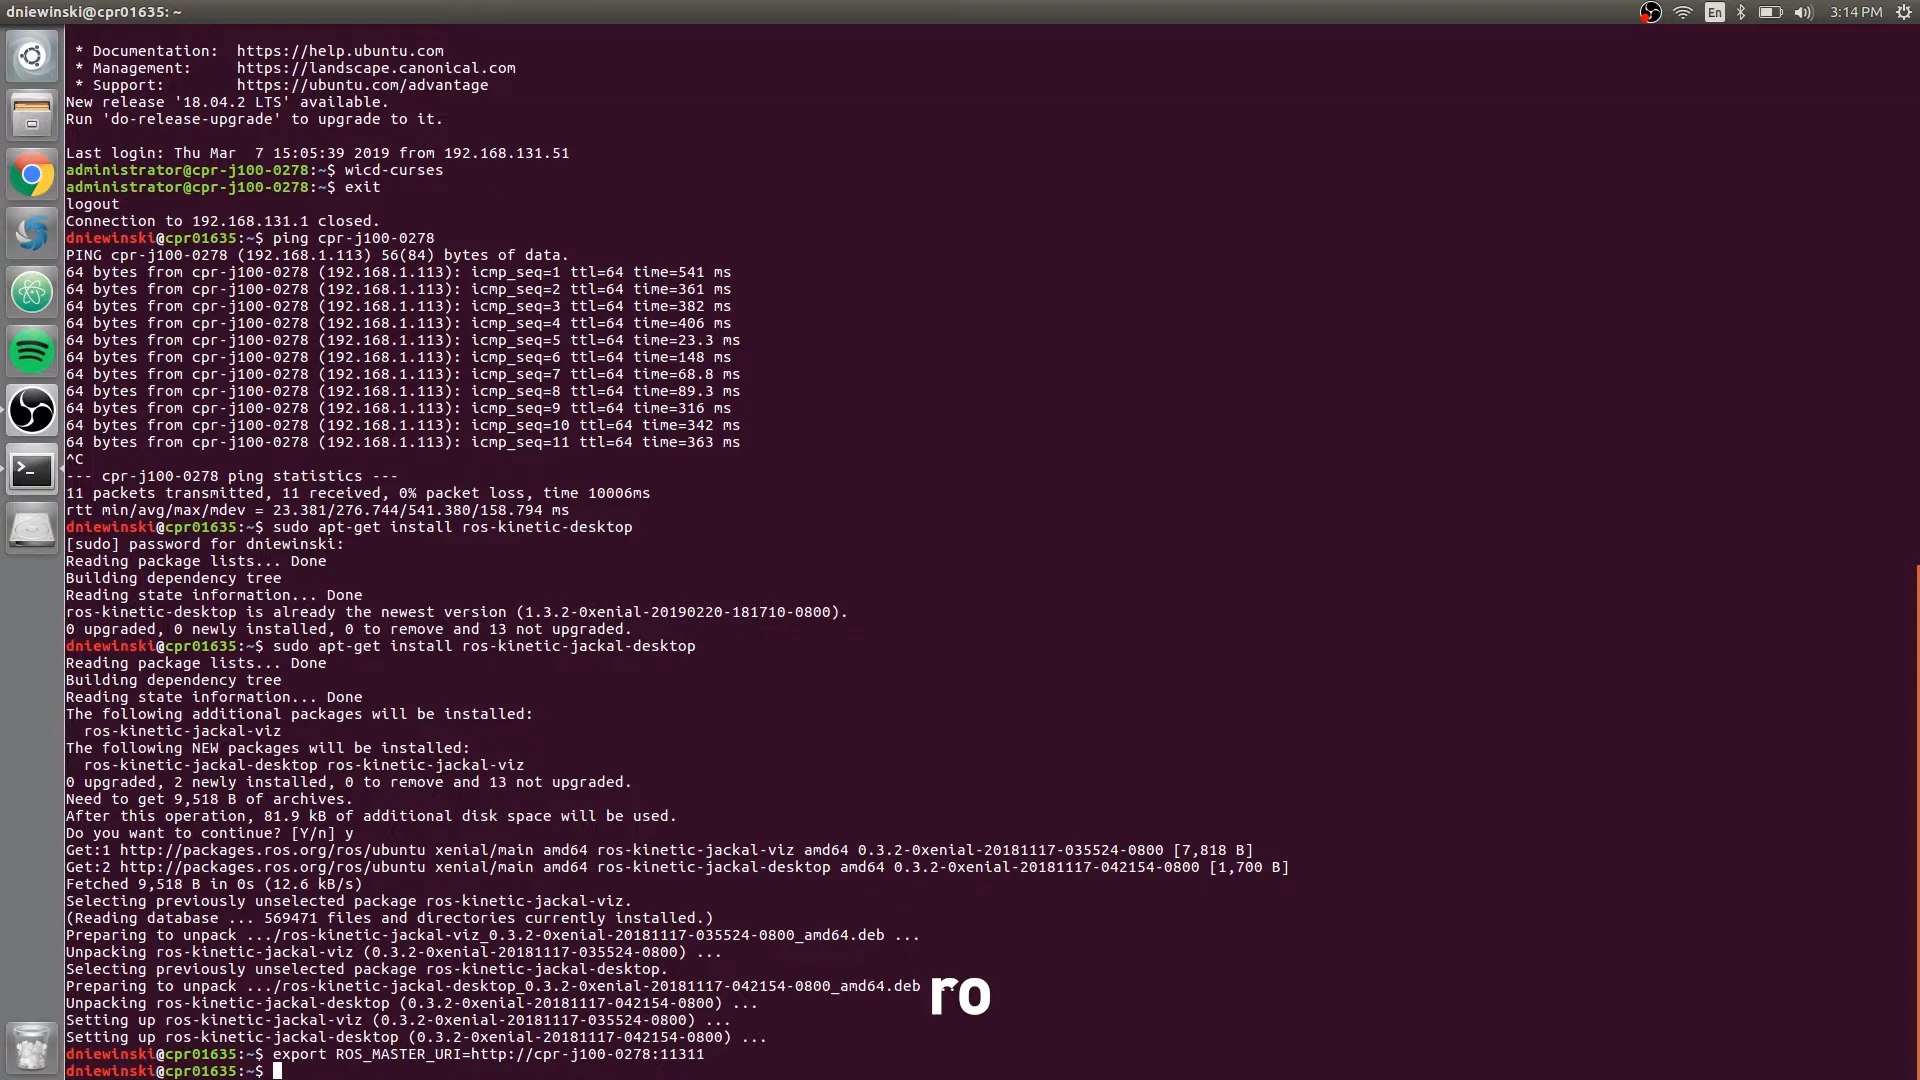 dniewinski@cpr01635: ~
En
3:14 PM
* Documentation:  https://help.ubuntu.com
* Management:     https://landscape.canonical.com
* Support:        https://ubuntu.com/advantage
New release '18.04.2 LTS' available.
Run 'do-release-upgrade' to upgrade to it.
Last login: Thu Mar  7 15:05:39 2019 from 192.168.131.51
administrator@cpr-j100-0278:~$ wicd-curses
administrator@cpr-j100-0278:~$ exit
logout
Connection to 192.168.131.1 closed.
dniewinski@cpr01635:~$ ping cpr-j100-0278
PING cpr-j100-0278 (192.168.1.113) 56(84) bytes of data.
64 bytes from cpr-j100-0278 (192.168.1.113): icmp_seq=1 ttl=64 time=541 ms
64 bytes from cpr-j100-0278 (192.168.1.113): icmp_seq=2 ttl=64 time=361 ms
64 bytes from cpr-j100-0278 (192.168.1.113): icmp_seq=3 ttl=64 time=382 ms
64 bytes from cpr-j100-0278 (192.168.1.113): icmp_seq=4 ttl=64 time=406 ms
64 bytes from cpr-j100-0278 (192.168.1.113): icmp_seq=5 ttl=64 time=23.3 ms
64 bytes from cpr-j100-0278 (192.168.1.113): icmp_seq=6 ttl=64 time=148 ms
64 bytes from cpr-j100-0278 (192.168.1.113): icmp_seq=7 ttl=64 time=68.8 ms
64 bytes from cpr-j100-0278 (192.168.1.113): icmp_seq=8 ttl=64 time=89.3 ms
64 bytes from cpr-j100-0278 (192.168.1.113): icmp_seq=9 ttl=64 time=316 ms
64 bytes from cpr-j100-0278 (192.168.1.113): icmp_seq=10 ttl=64 time=342 ms
64 bytes from cpr-j100-0278 (192.168.1.113): icmp_seq=11 ttl=64 time=363 ms
^C
--- cpr-j100-0278 ping statistics ---
11 packets transmitted, 11 received, 0% packet loss, time 10006ms
rtt min/avg/max/mdev = 23.381/276.744/541.380/158.794 ms
dniewinski@cpr01635:~$ sudo apt-get install ros-kinetic-desktop
[sudo] password for dniewinski:
Reading package lists... Done
Building dependency tree
Reading state information... Done
ros-kinetic-desktop is already the newest version (1.3.2-0xenial-20190220-181710-0800).
0 upgraded, 0 newly installed, 0 to remove and 13 not upgraded.
dniewinski@cpr01635:~$ sudo apt-get install ros-kinetic-jackal-desktop
Reading package lists... Done
Building dependency tree
Reading state information... Done
The following additional packages will be installed:
  ros-kinetic-jackal-viz
The following NEW packages will be installed:
  ros-kinetic-jackal-desktop ros-kinetic-jackal-viz
0 upgraded, 2 newly installed, 0 to remove and 13 not upgraded.
Need to get 9,518 B of archives.
After this operation, 81.9 kB of additional disk space will be used.
Do you want to continue? [Y/n] y
Get:1 http://packages.ros.org/ros/ubuntu xenial/main amd64 ros-kinetic-jackal-viz amd64 0.3.2-0xenial-20181117-035524-0800 [7,818 B]
Get:2 http://packages.ros.org/ros/ubuntu xenial/main amd64 ros-kinetic-jackal-desktop amd64 0.3.2-0xenial-20181117-042154-0800 [1,700 B]
Fetched 9,518 B in 0s (12.6 kB/s)
Selecting previously unselected package ros-kinetic-jackal-viz.
(Reading database ... 569471 files and directories currently installed.)
Preparing to unpack .../ros-kinetic-jackal-viz_0.3.2-0xenial-20181117-035524-0800_amd64.deb ...
Unpacking ros-kinetic-jackal-viz (0.3.2-0xenial-20181117-035524-0800) ...
Selecting previously unselected package ros-kinetic-jackal-desktop.
Preparing to unpack .../ros-kinetic-jackal-desktop_0.3.2-0xenial-20181117-042154-0800_amd64.deb
ro
Unpacking ros-kinetic-jackal-desktop (0.3.2-0xenial-20181117-042154-0800) ...
Setting up ros-kinetic-jackal-viz (0.3.2-0xenial-20181117-035524-0800) ...
Setting up ros-kinetic-jackal-desktop (0.3.2-0xenial-20181117-042154-0800) ...
dniewinski@cpr01635:~$ export ROS_MASTER_URI=http://cpr-j100-0278:11311
dniewinski@cpr01635:~$